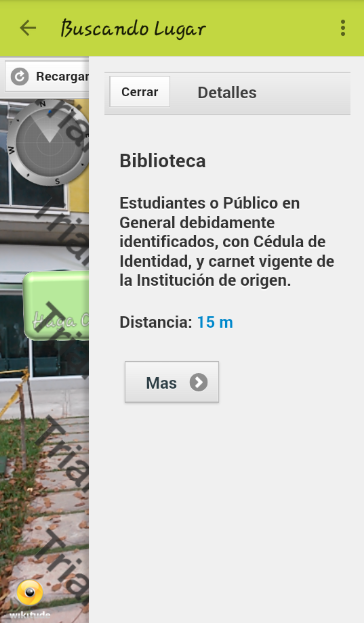 Buscando Lugar
Recargar
Cerrar
Detalles
N
W
S
Biblioteca
Estudiantes o Público en
General debidamente
identificados, con Cédula de
Identidad, y carnet vigente de
la Institución de origen.
Distancia: 15 m
Mas
Trial
Trial
Trial
Trial
wikitude